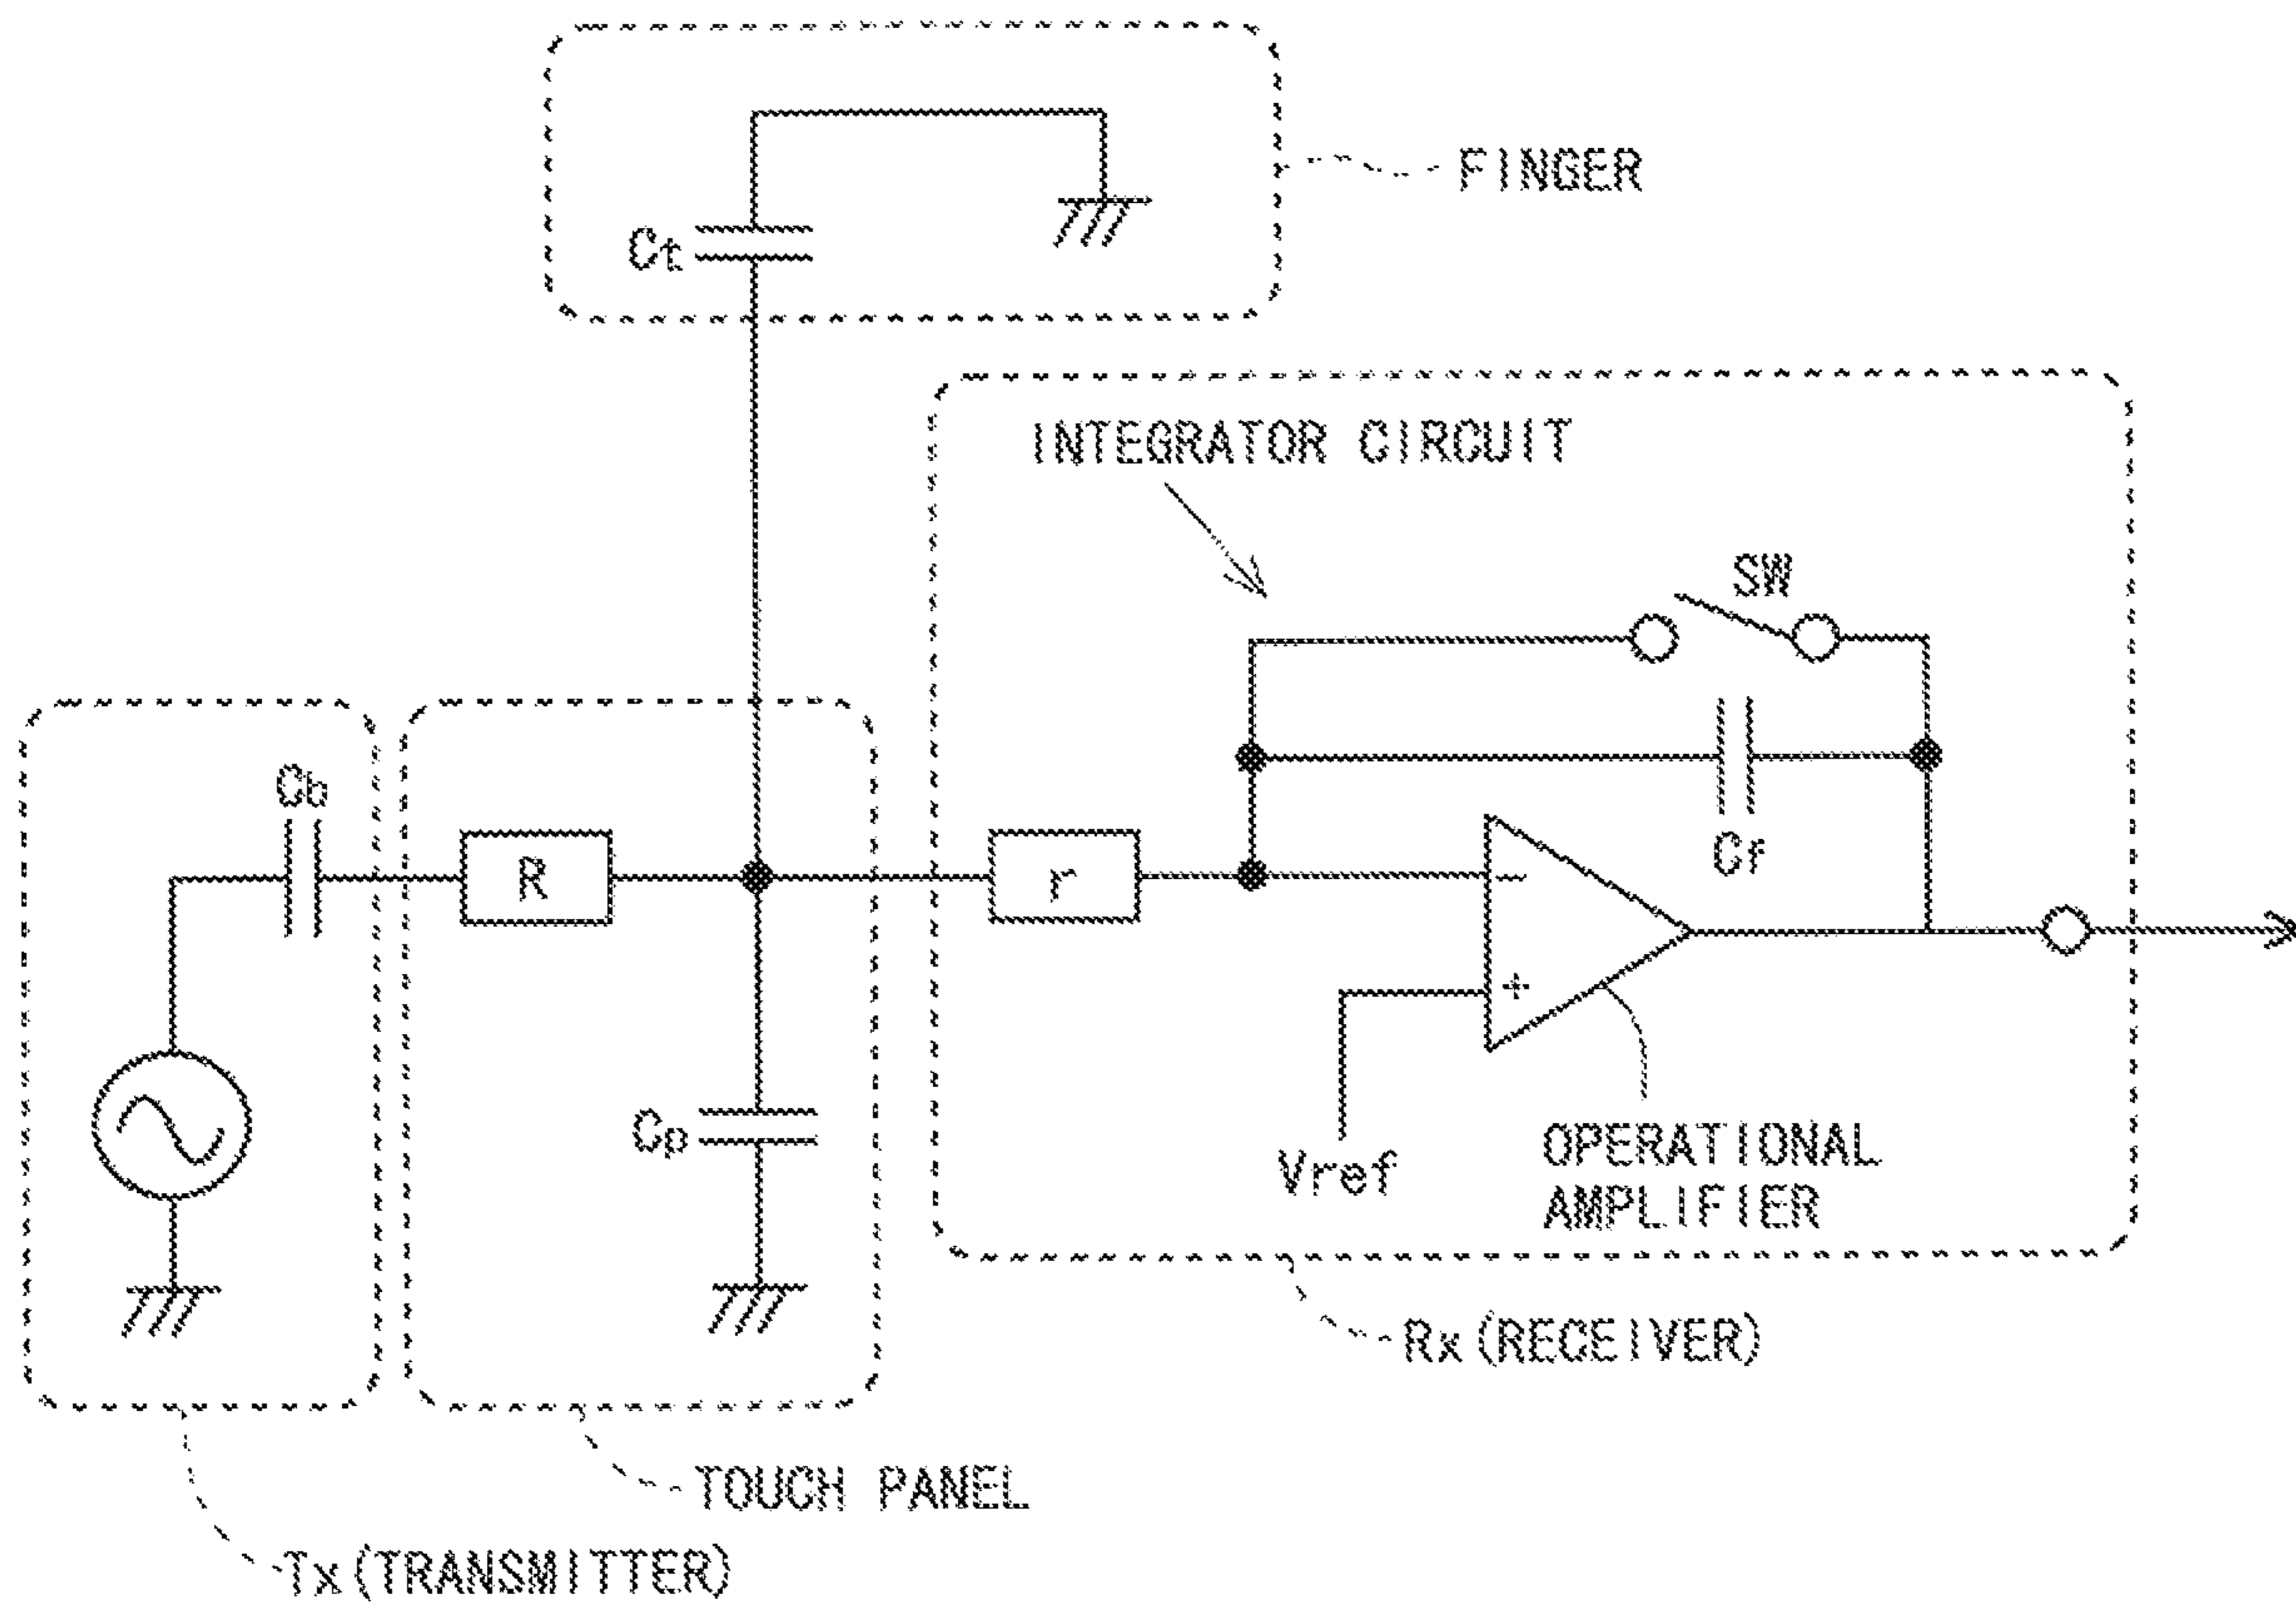 FINGER
Ct
INTEGRATOR CIRCUIT
SW
Cb
R
r
Cf
−
+
Cp
Vref
OPERATIONAL
AMPLIFIER
Rx(RECEIVER)
TOUCH PANEL
Tx(TRANSMITTER)